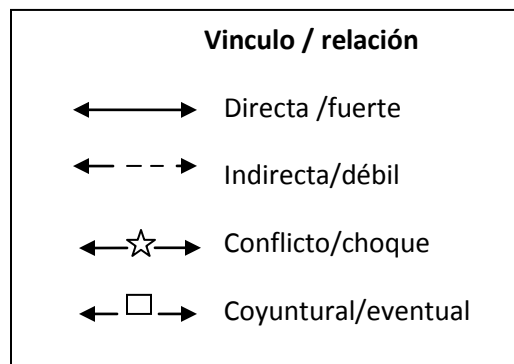 Vinculo / relación
Directa /fuerte
Indirecta/débil
Conflicto/choque
Coyuntural/eventual